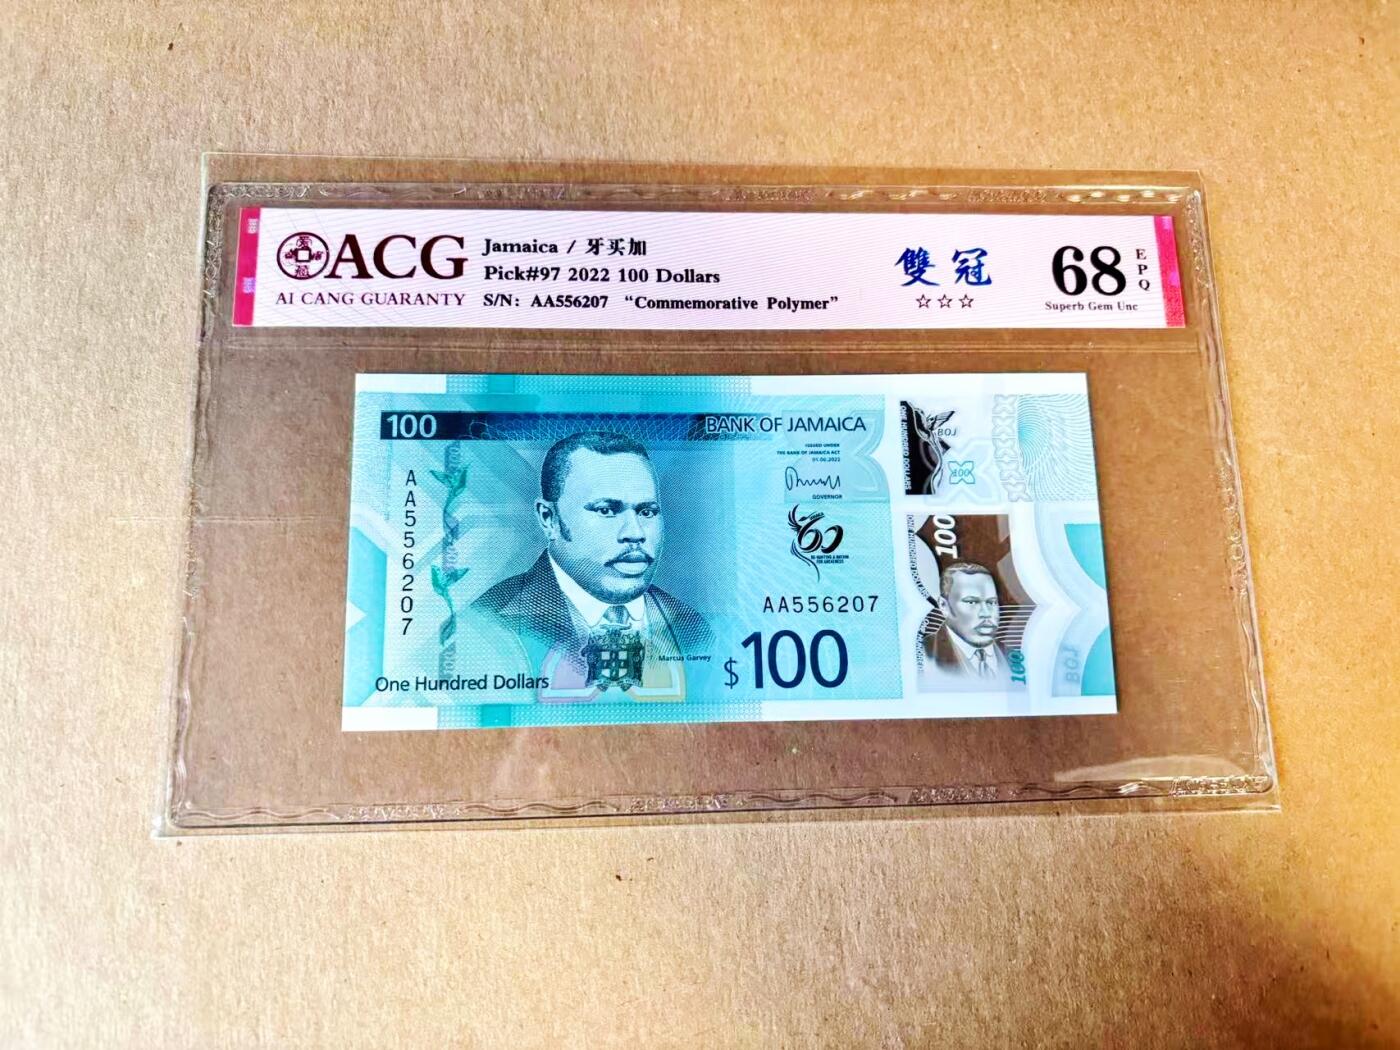 ACG
AI CANG GUARANTY
Jamaica / 牙买加
Pick#97 2022 100 Dollars
S/N: AA556207 “Commemorative Polymer”
雙冠
☆☆☆
68
EPQ
Superb Gem Unc
100
BANK OF JAMAICA
ISSUED UNDER
THE BANK OF JAMAICA ACT
01.06.2022
GOVERNOR
AA556207
60
AA556207
Marcus Garvey
One Hundred Dollars
$100
BOJ
100
100
BOJ